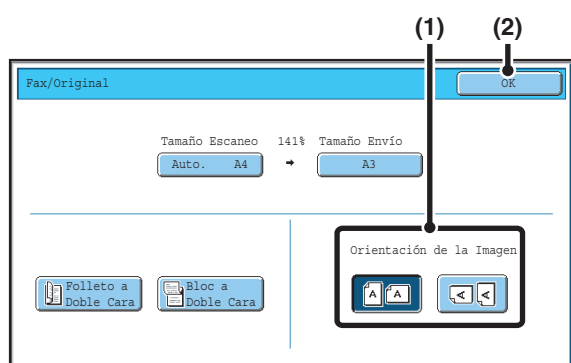 (1) (2)
Fax/Original OK
Tamaño Escaneo 141% Tamaño Envío
Auto. A4 A3
Orientación de la Imagen
A A A A
Folleto a
Doble Cara
Bloc a
Doble Cara